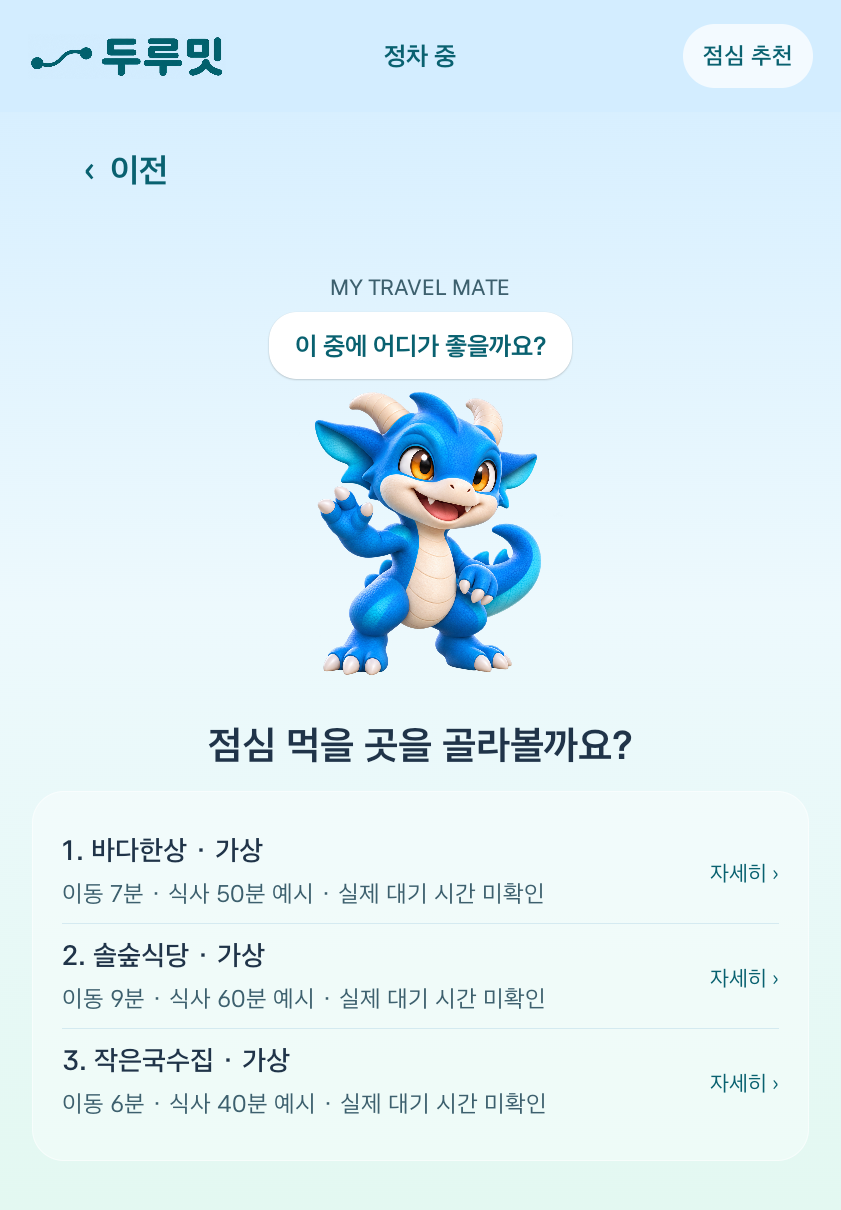 두루밋
정차 중
점심 추천
‹ 이전
MY TRAVEL MATE
이 중에 어디가 좋을까요?
점심 먹을 곳을 골라볼까요?
1. 바다한상 · 가상
이동 7분 · 식사 50분 예시 · 실제 대기 시간 미확인
자세히 ›
2. 솔숲식당 · 가상
이동 9분 · 식사 60분 예시 · 실제 대기 시간 미확인
자세히 ›
3. 작은국수집 · 가상
이동 6분 · 식사 40분 예시 · 실제 대기 시간 미확인
자세히 ›